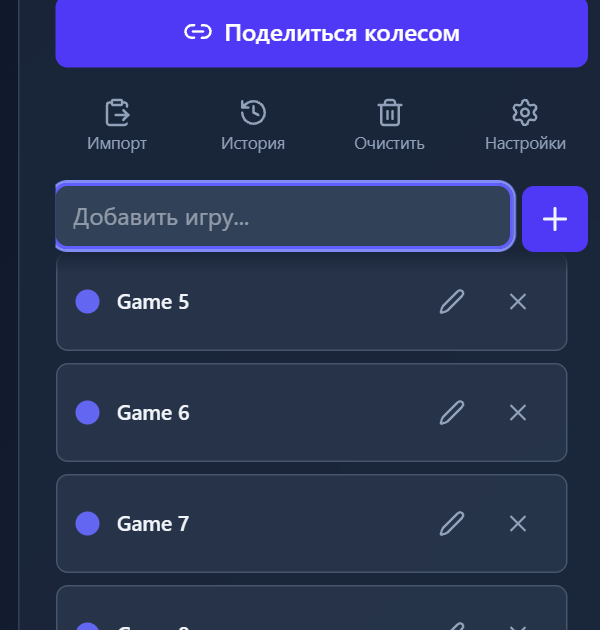 Поделиться колесом
Импорт История Очистить Настройки
Добавить игру...
Game 5
Game 6
Game 7